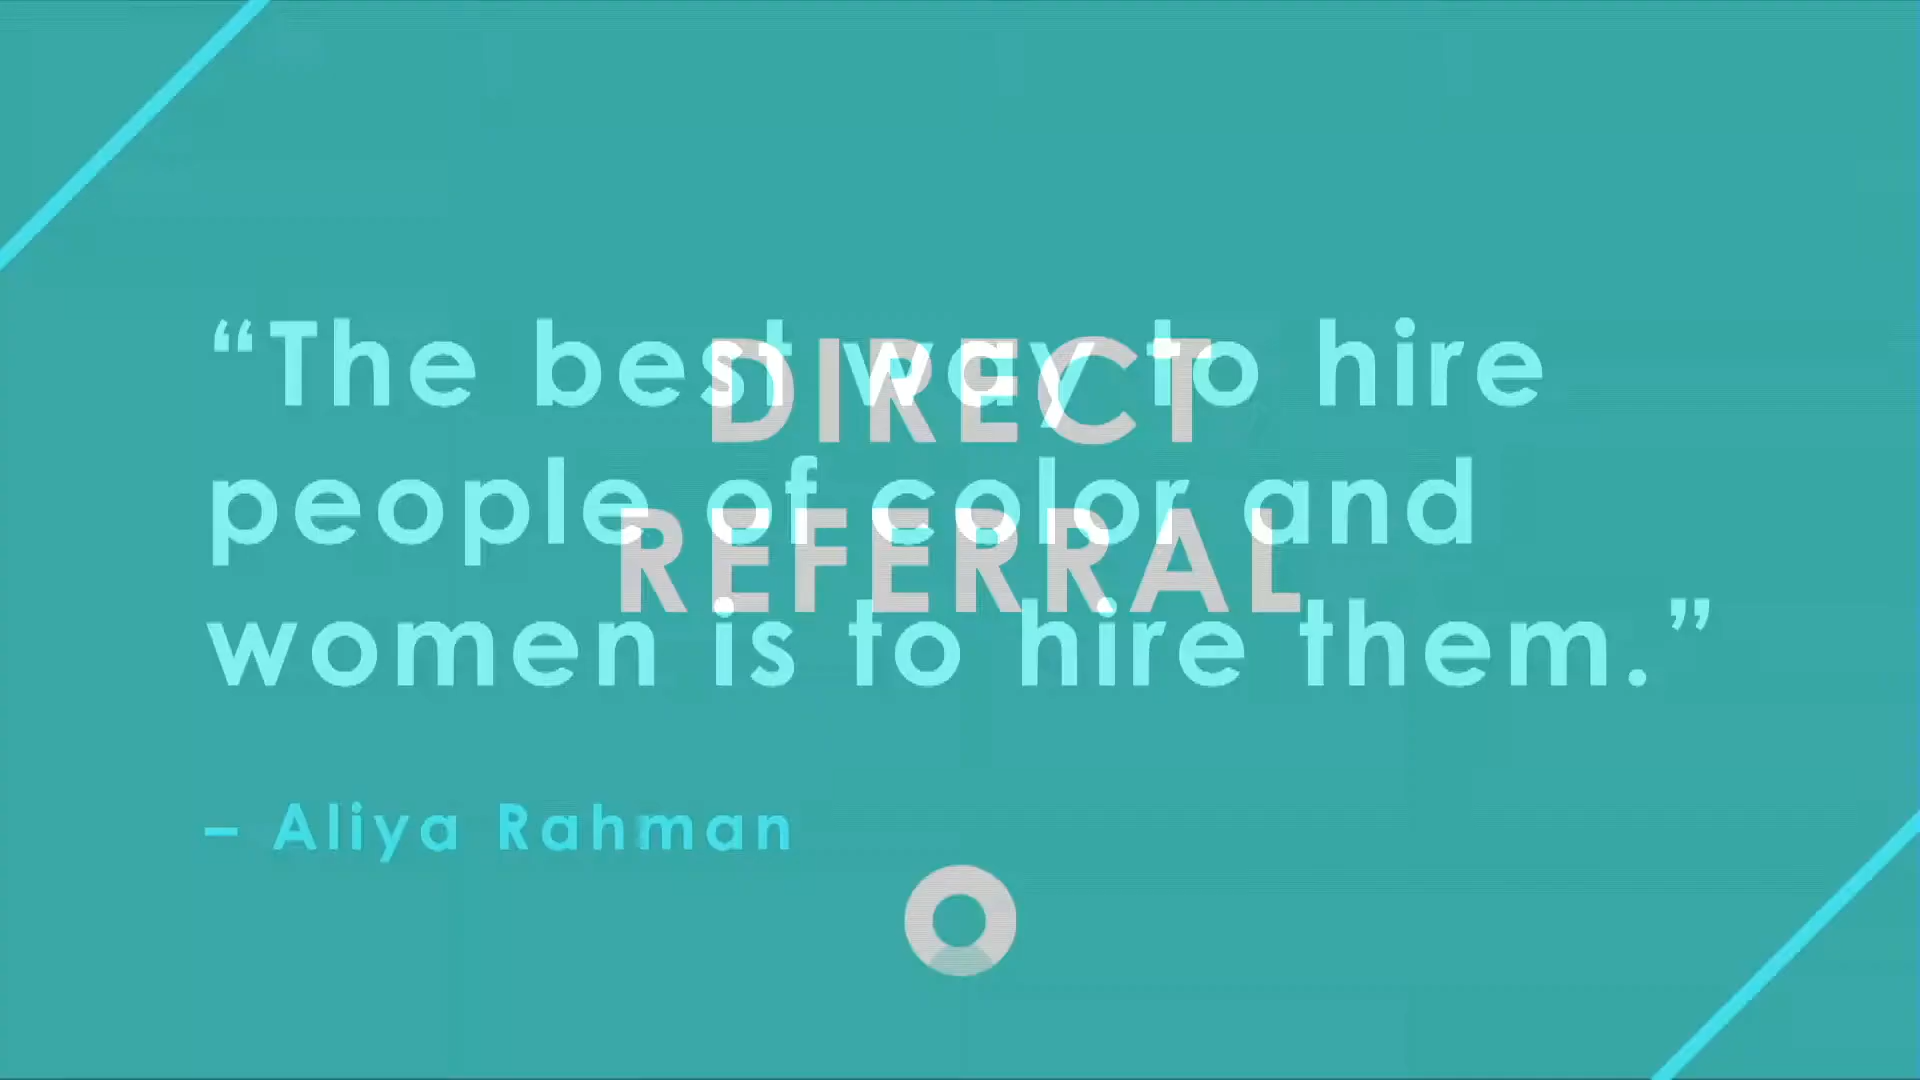 “The best way to hire
people of color and
women is to hire them.”
– Aliya Rahman
DIRECT
REFERRAL